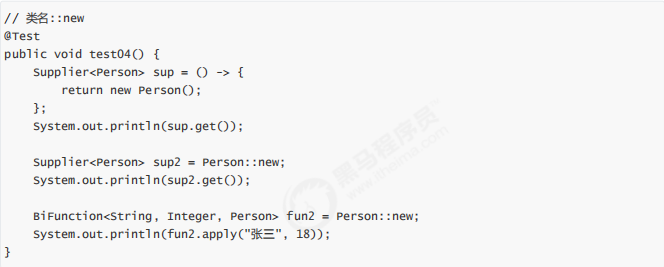 // 类名::new
@Test
public void test04() {
    Supplier<Person> sup = () -> {
        return new Person();
    };
    System.out.println(sup.get());

    Supplier<Person> sup2 = Person::new;
    System.out.println(sup2.get());

    BiFunction<String, Integer, Person> fun2 = Person::new;
    System.out.println(fun2.apply("张三", 18));
}
黑马程序员
www.itheima.com